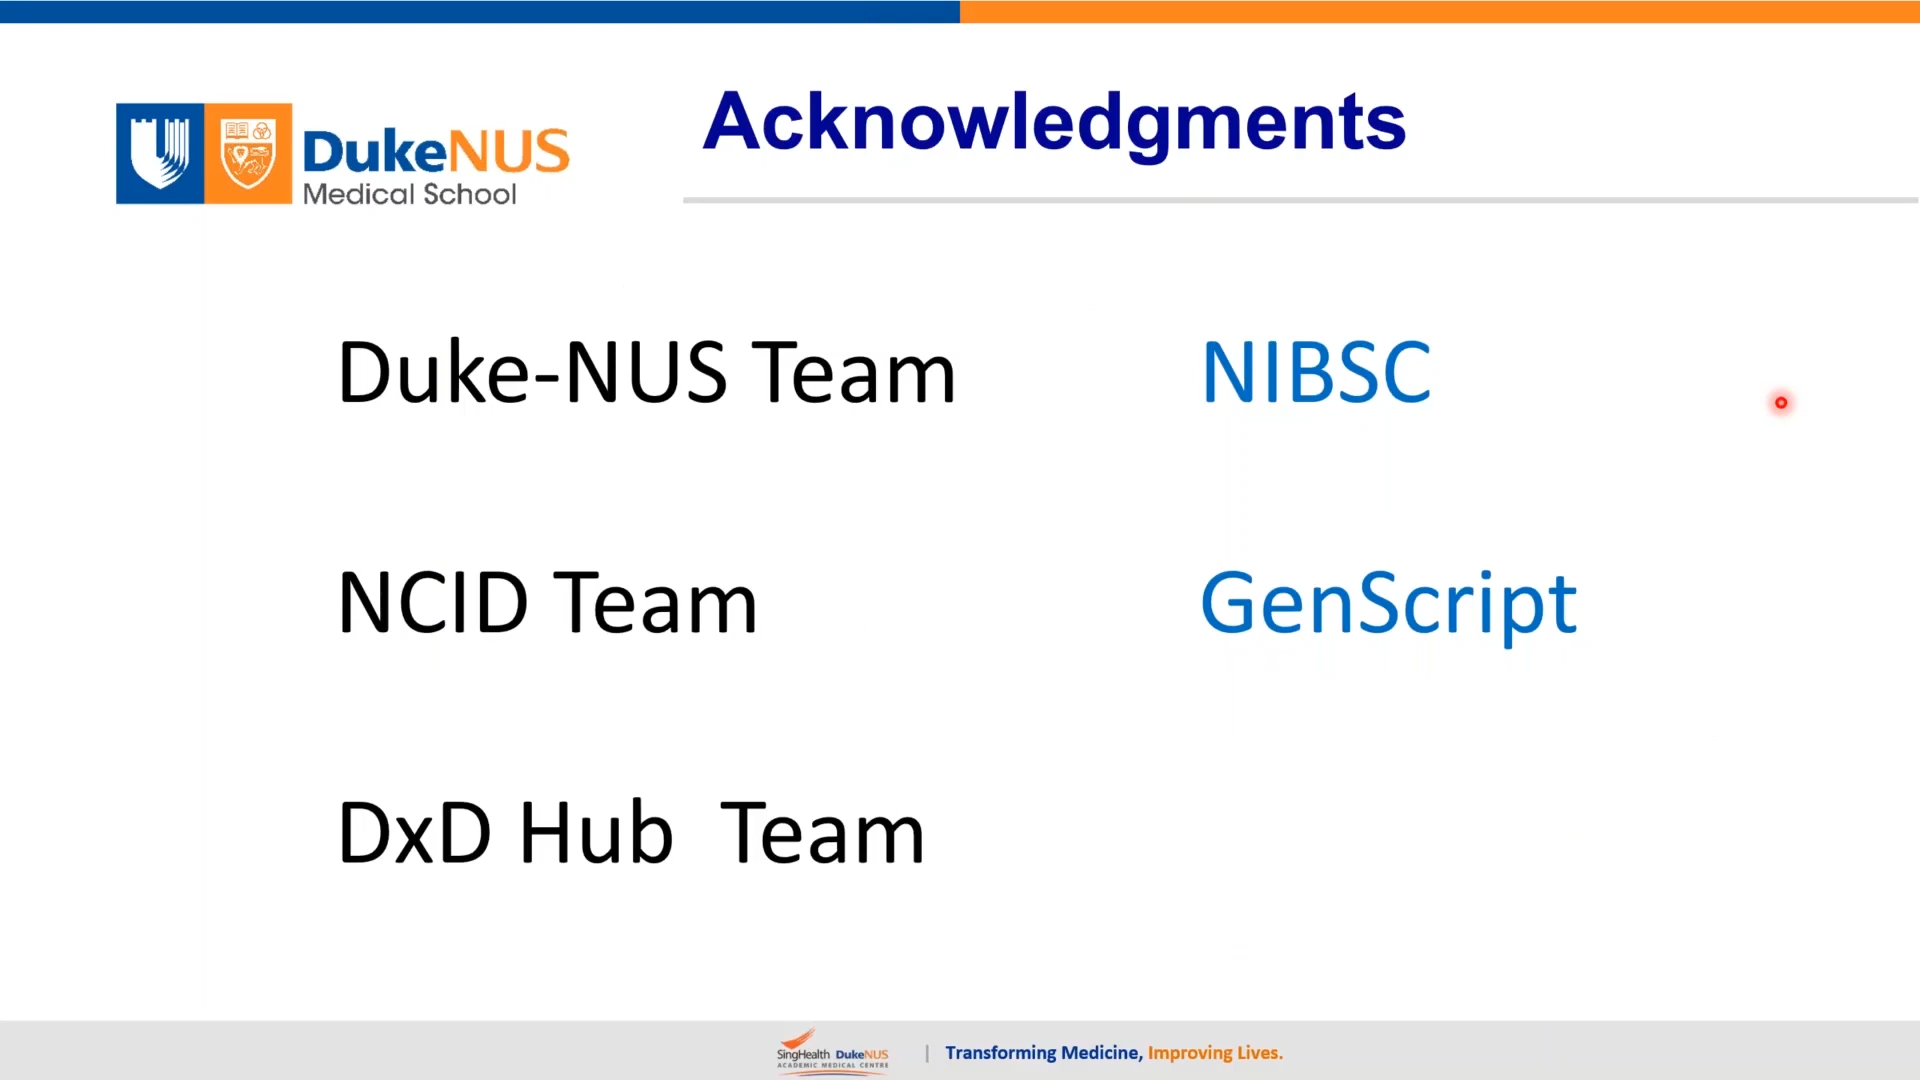 Acknowledgments
DukeNUS
Medical School
Duke-NUS Team
NIBSC
NCID Team
GenScript
DxD Hub Team
SingHealth DukeNUS
ACADEMIC MEDICAL CENTRE
| Transforming Medicine, Improving Lives.